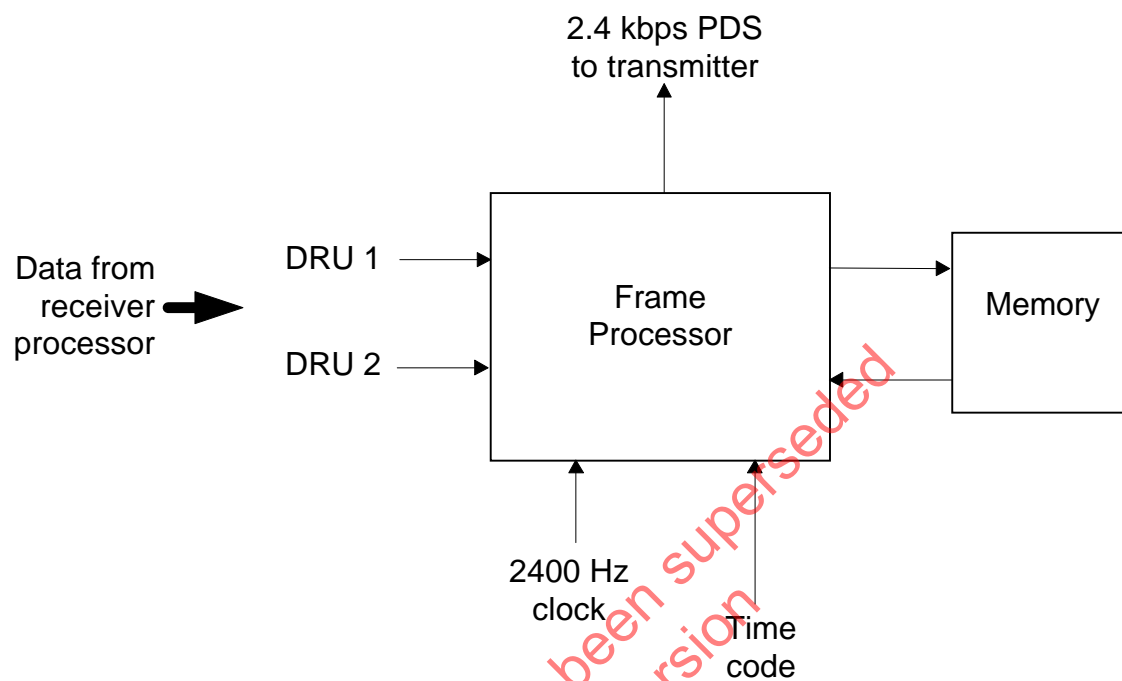 2.4 kbps PDS
to transmitter
Data from
receiver
processor
DRU 1
DRU 2
Frame
Processor
Memory
2400 Hz
clock
Time
code
been superseded